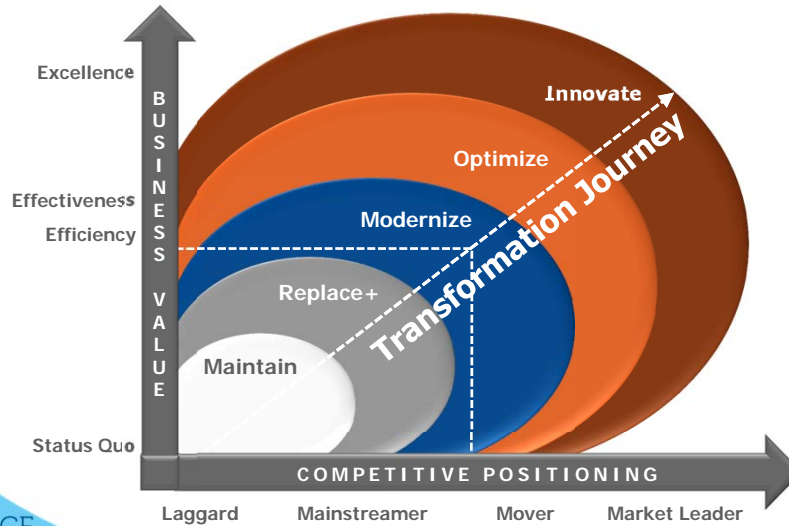 Excellence
Effectiveness
Efficiency
Status Quo
BUSINESS VALUE
Innovate
Optimize
Modernize
Replace+
Maintain
Transformation Journey
COMPETITIVE POSITIONING
Laggard
Mainstreamer
Mover
Market Leader